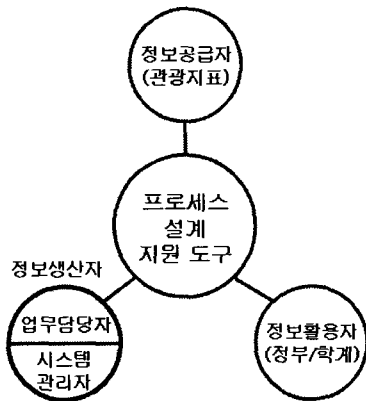 정보공급자
(관광지표)
프로세스
설계
지원 도구
정보생산자
업무담당자
시스템
관리자
정보활용자
(정부/학계)